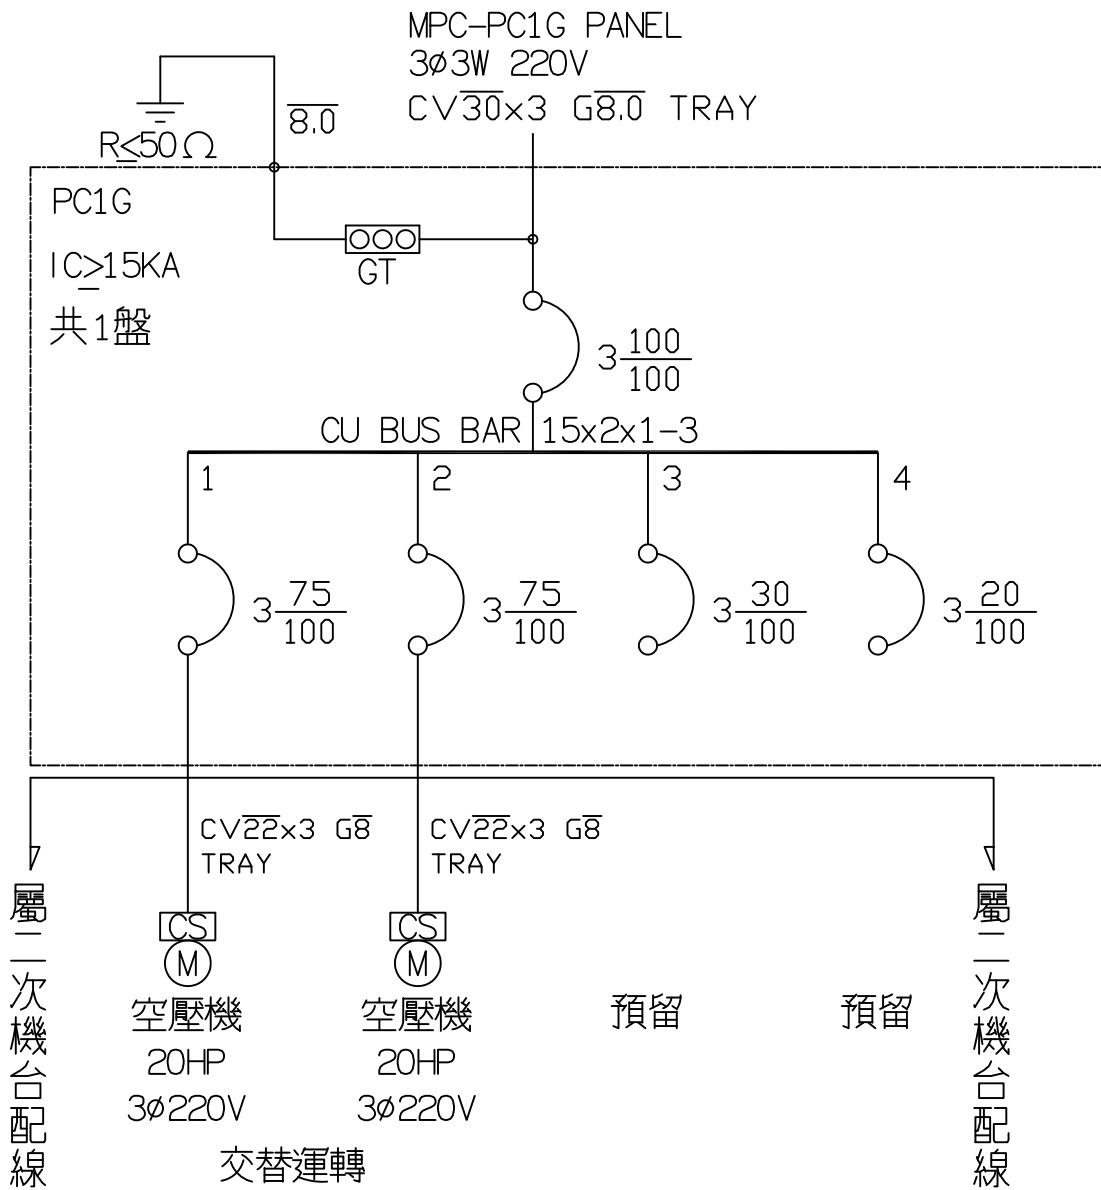 MPC-PC1G PANEL
3φ3W 220V
CV30x3 G8.0 TRAY
8.0
R≤50Ω
PC1G
IC≥15KA
共1盤
GT
3 100/100
CU BUS BAR 15x2x1-3
1
2
3
4
3 75/100
3 75/100
3 30/100
3 20/100
CV22x3 G8
TRAY
CV22x3 G8
TRAY
屬二次機台配線
CS
M
空壓機
20HP
3φ220V
CS
M
空壓機
20HP
3φ220V
交替運轉
預留
預留
屬二次機台配線